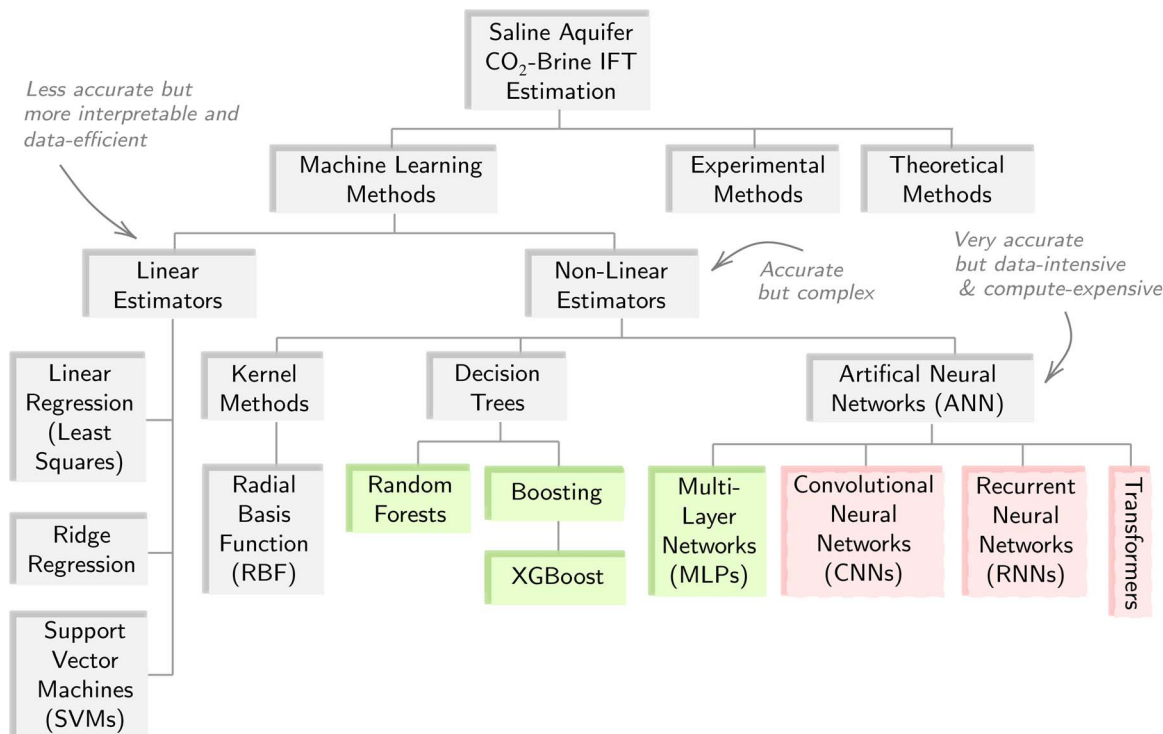 Saline Aquifer
CO₂-Brine IFT
Estimation
Less accurate but
more interpretable and
data-efficient
Machine Learning
Methods
Experimental
Methods
Theoretical
Methods
Linear
Estimators
Non-Linear
Estimators
Accurate
but complex
Very accurate
but data-intensive
& compute-expensive
Linear
Regression
(Least
Squares)
Kernel
Methods
Decision
Trees
Artifical Neural
Networks (ANN)
Radial
Basis
Function
(RBF)
Random
Forests
Boosting
XGBoost
Multi-
Layer
Networks
(MLPs)
Convolutional
Neural
Networks
(CNNs)
Recurrent
Neural
Networks
(RNNs)
Transformers
Ridge
Regression
Support
Vector
Machines
(SVMs)